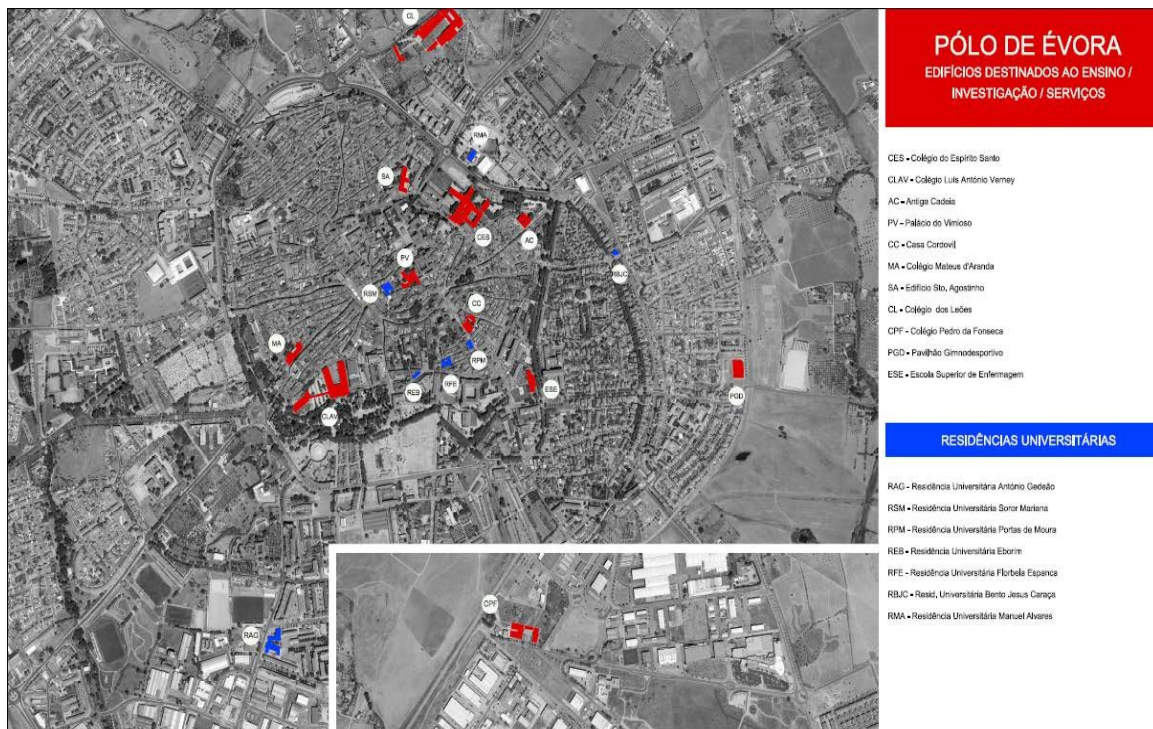 CL
RMA
SA
CES
AC
PV
RBJC
RSM
CC
MA
RPM
REB
RFE
ESE
PGD
CLAV
RAG
CPF
PÓLO DE ÉVORA
EDIFÍCIOS DESTINADOS AO ENSINO /
INVESTIGAÇÃO / SERVIÇOS
CES - Colégio do Espírito Santo
CLAV - Colégio Luís António Verney
AC - Antiga Cadeia
PV - Palácio do Vimioso
CC - Casa Cordovil
MA - Colégio Mateus d'Aranda
SA - Edifício Sto. Agostinho
CL - Colégio dos Leões
CPF - Colégio Pedro da Fonseca
PGD - Pavilhão Gimnodesportivo
ESE - Escola Superior de Enfermagem
RESIDÊNCIAS UNIVERSITÁRIAS
RAG - Residência Universitária António Gedeão
RSM - Residência Universitária Soror Mariana
RPM - Residência Universitária Portas de Moura
REB - Residência Universitária Eborim
RFE - Residência Universitária Florbela Espanca
RBJC - Resid. Universitária Bento Jesus Caraça
RMA - Residência Universitária Manuel Alvares